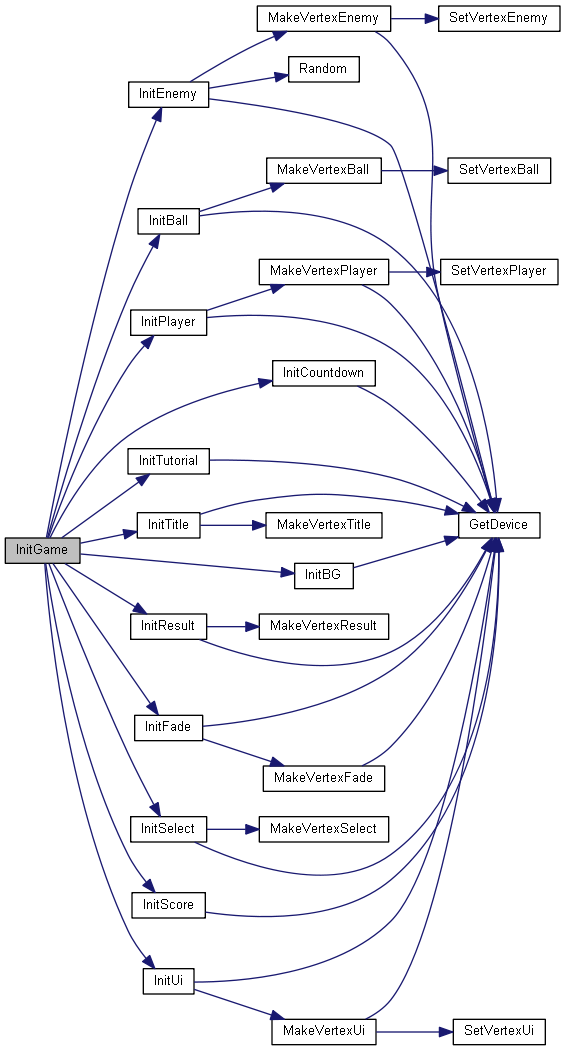 MakeVertexEnemy
SetVertexEnemy
Random
InitEnemy
MakeVertexBall
SetVertexBall
InitBall
MakeVertexPlayer
SetVertexPlayer
InitPlayer
InitCountdown
InitTutorial
InitTitle
MakeVertexTitle
GetDevice
InitGame
InitBG
InitResult
MakeVertexResult
InitFade
MakeVertexFade
InitSelect
MakeVertexSelect
InitScore
InitUi
MakeVertexUi
SetVertexUi